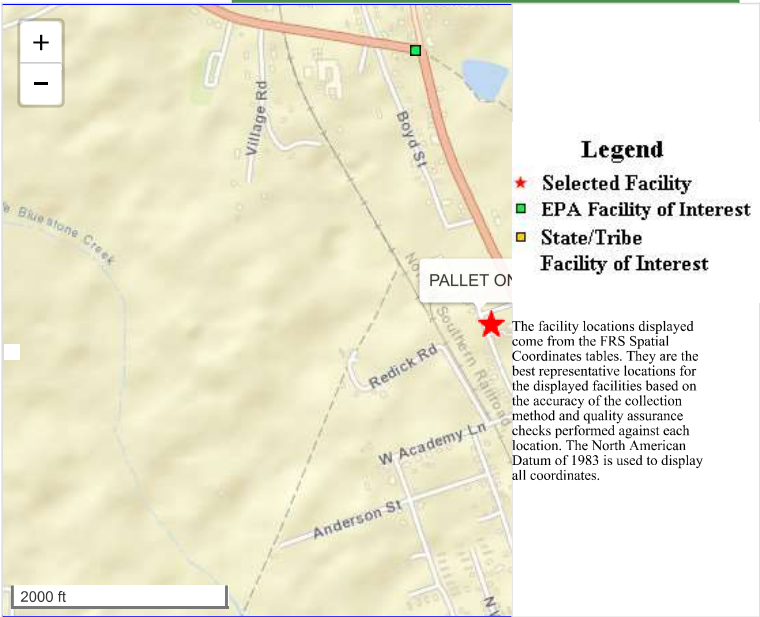 +
−
Village Rd
Boyd St
Bluestone Creek
PALLET ON
Southern Railroad
Redick Rd
W Academy Ln
Anderson St
2000 ft
Legend
Selected Facility
EPA Facility of Interest
State/Tribe
Facility of Interest
The facility locations displayed
come from the FRS Spatial
Coordinates tables. They are the
best representative locations for
the displayed facilities based on
the accuracy of the collection
method and quality assurance
checks performed against each
location. The North American
Datum of 1983 is used to display
all coordinates.